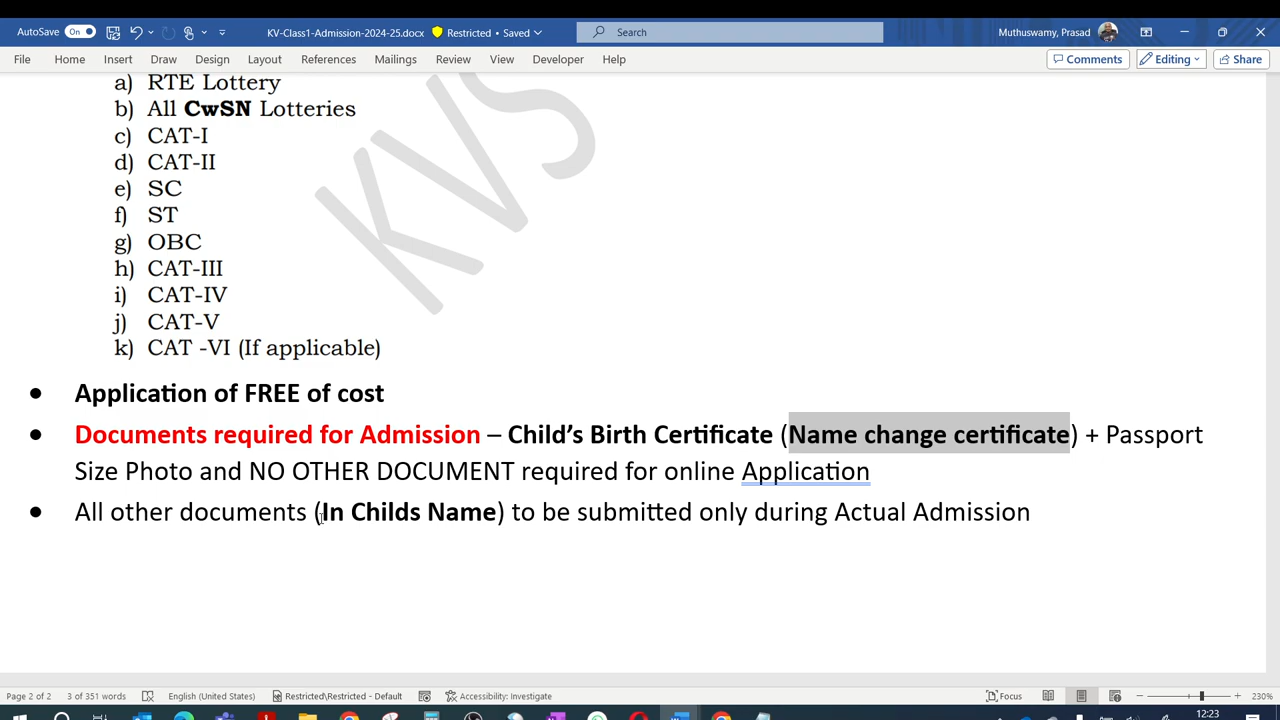 AutoSave On KV-Class1-Admission-2024-25.docx Restricted • Saved Search Muthuswamy, Prasad
File Home Insert Draw Design Layout References Mailings Review View Developer Help Comments Editing Share
a) RTE Lottery
b) All CwSN Lotteries
c) CAT-I
d) CAT-II
e) SC
f) ST
g) OBC
h) CAT-III
i) CAT-IV
j) CAT-V
k) CAT -VI (If applicable)
KVS
• Application of FREE of cost
• Documents required for Admission – Child's Birth Certificate (Name change certificate) + Passport
Size Photo and NO OTHER DOCUMENT required for online Application
• All other documents (In Childs Name) to be submitted only during Actual Admission
Page 2 of 2 3 of 351 words English (United States) Restricted\Restricted - Default Accessibility: Investigate Focus 230%
12:23